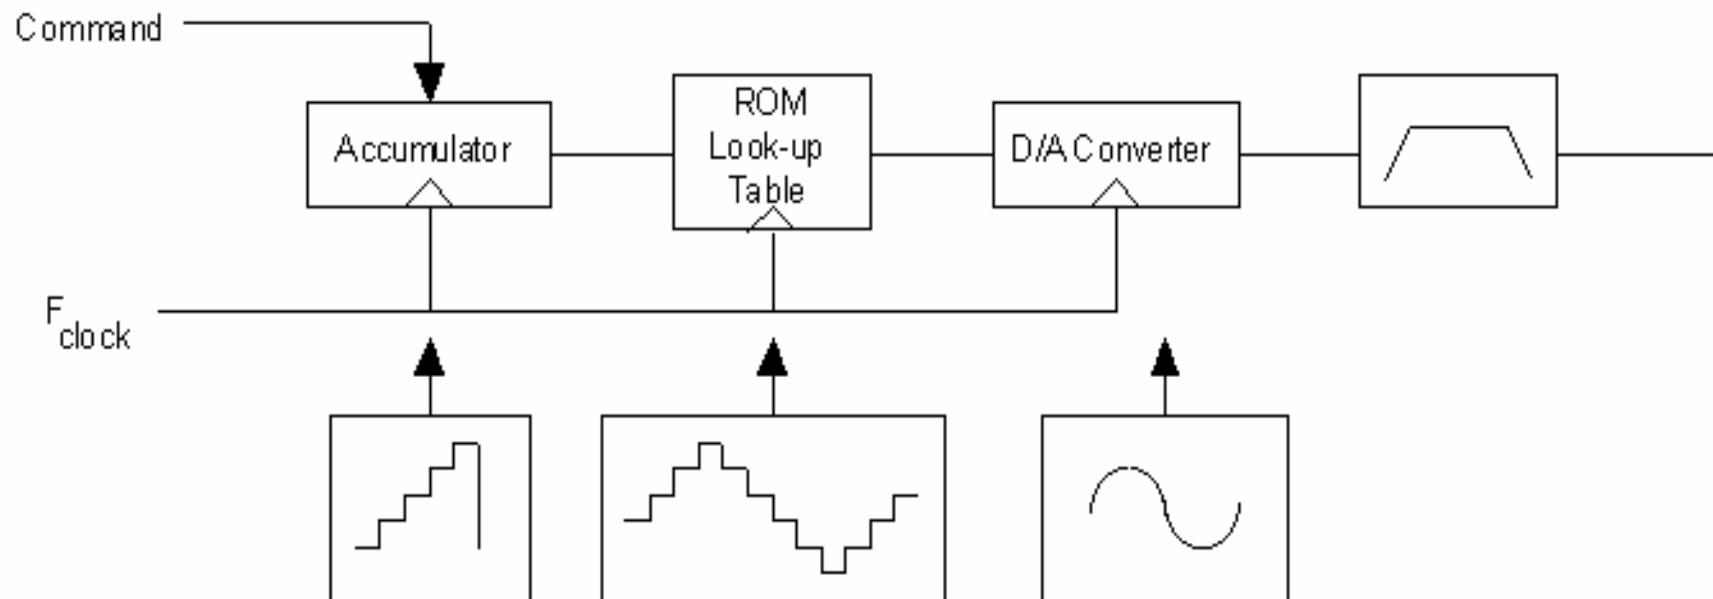 Command
Accumulator
ROM
Look-up
Table
D/A Converter
F
clock